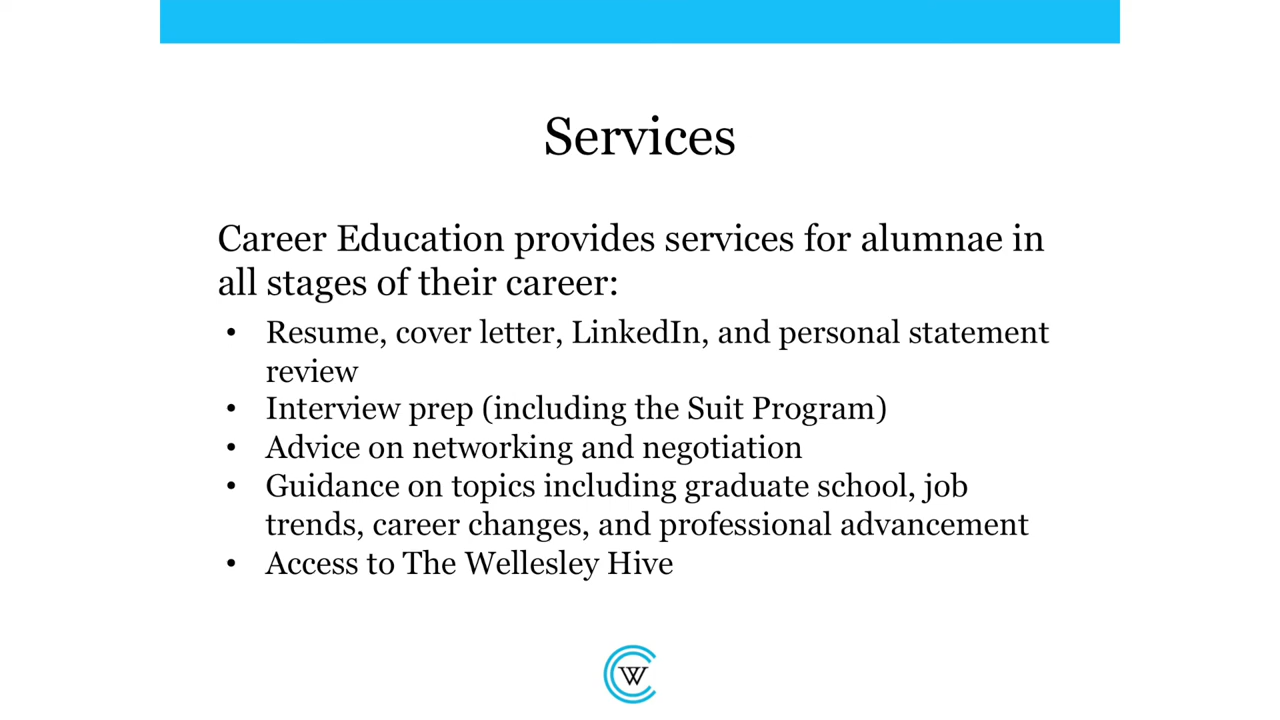 Services
Career Education provides services for alumnae in
all stages of their career:
• Resume, cover letter, LinkedIn, and personal statement
review
• Interview prep (including the Suit Program)
• Advice on networking and negotiation
• Guidance on topics including graduate school, job
trends, career changes, and professional advancement
• Access to The Wellesley Hive
W